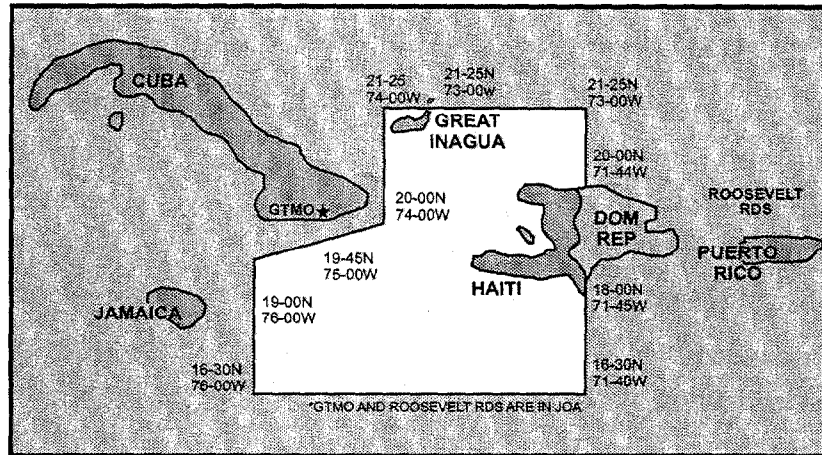 CUBA
21-25
74-00W
21-25N
73-00w
21-25N
73-00W
GREAT
INAGUA
20-00N
71-44W
GTMO★
20-00N
74-00W
ROOSEVELT
RDS
DOM
REP
PUERTO
RICO
19-45N
75-00W
HAITI
18-00N
71-45W
JAMAICA
19-00N
76-00W
16-30N
76-00W
16-30N
71-40W
*GTMO AND ROOSEVELT RDS ARE IN JOA